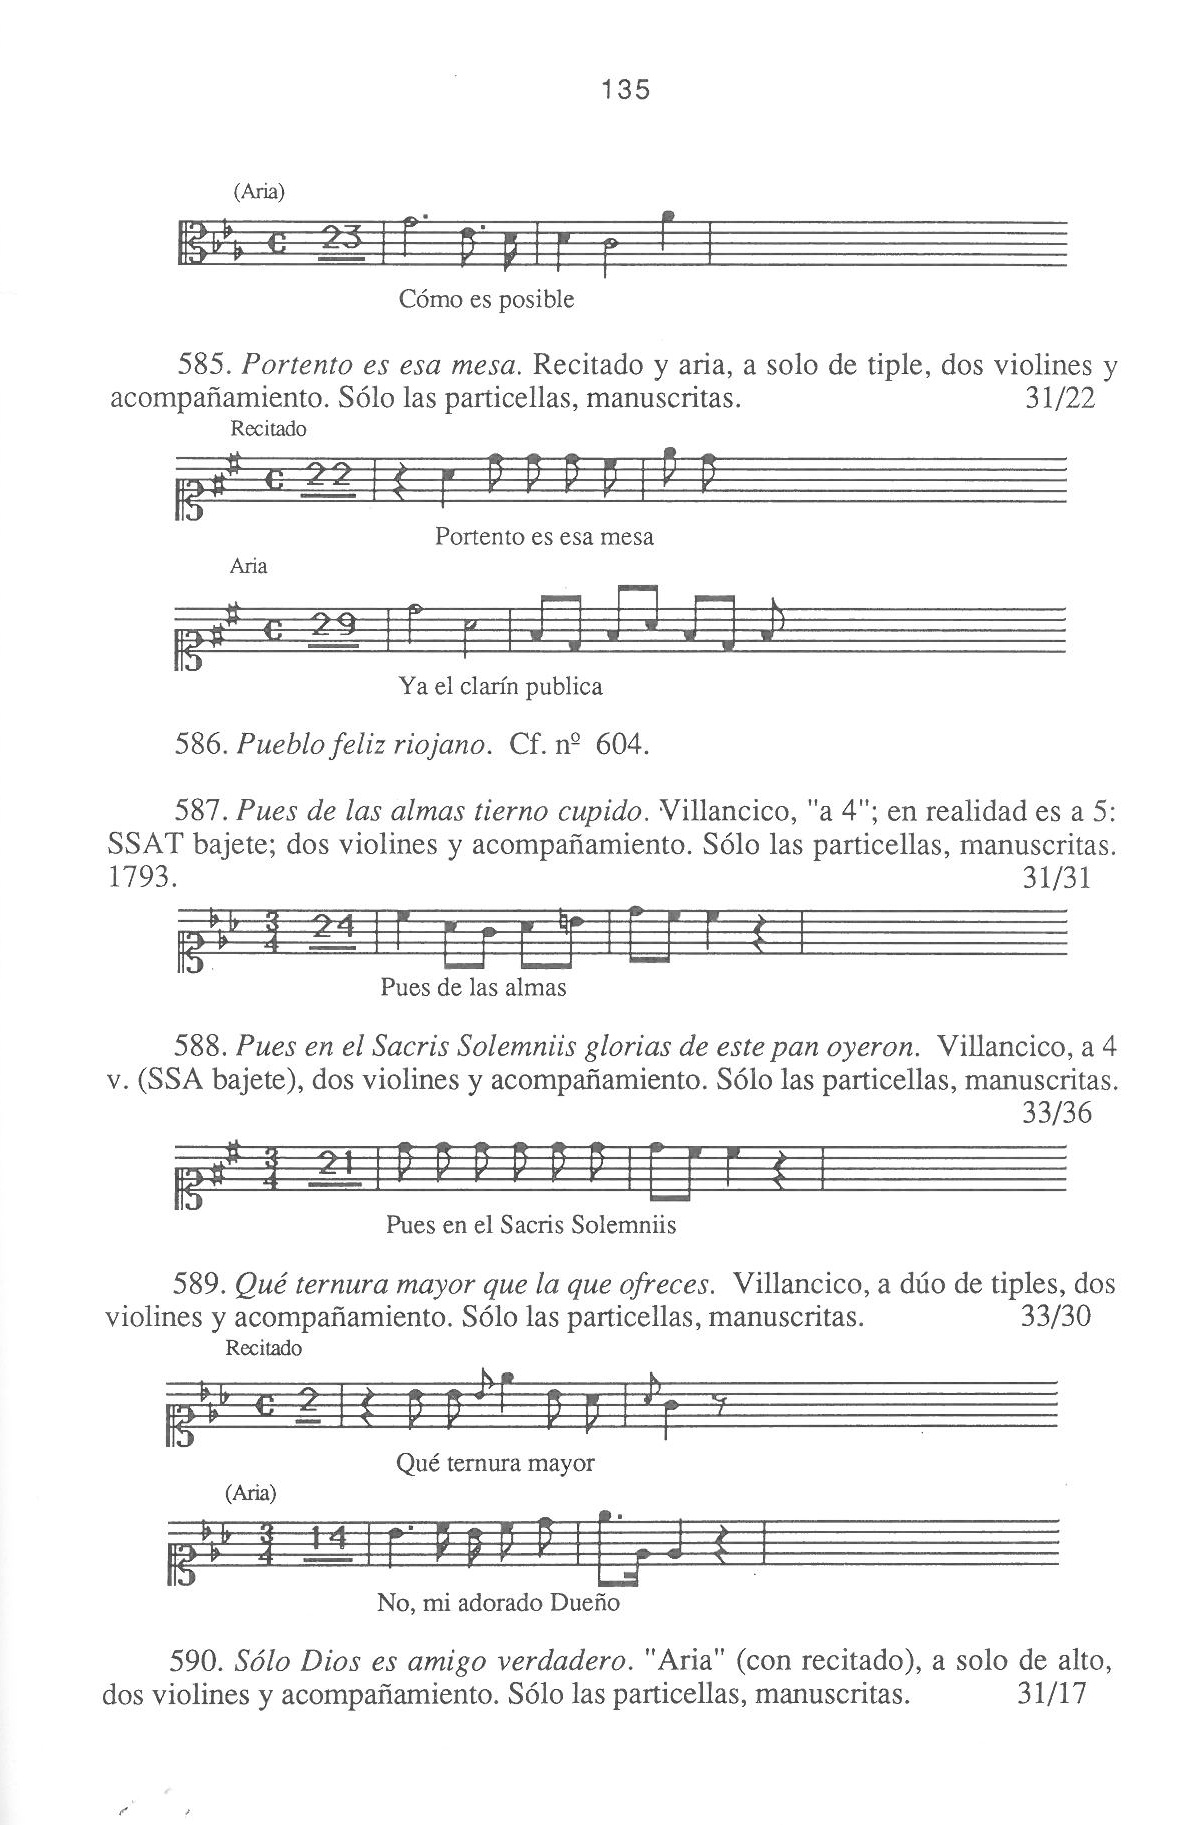 135
(Aria)
23
Cómo es posible
585. Portento es esa mesa. Recitado y aria, a solo de tiple, dos violines y
acompañamiento. Sólo las particellas, manuscritas. 31/22
Recitado
22
Portento es esa mesa
Aria
29
Ya el clarín publica
586. Pueblo feliz riojano. Cf. nº 604.
587. Pues de las almas tierno cupido. Villancico, "a 4"; en realidad es a 5:
SSAT bajete; dos violines y acompañamiento. Sólo las particellas, manuscritas.
1793. 31/31
3 4 24
Pues de las almas
588. Pues en el Sacris Solemniis glorias de este pan oyeron. Villancico, a 4
v. (SSA bajete), dos violines y acompañamiento. Sólo las particellas, manuscritas.
33/36
3 4 21
Pues en el Sacris Solemniis
589. Qué ternura mayor que la que ofreces. Villancico, a dúo de tiples, dos
violines y acompañamiento. Sólo las particellas, manuscritas. 33/30
Recitado
2
Qué ternura mayor
(Aria)
3 4 14
No, mi adorado Dueño
590. Sólo Dios es amigo verdadero. "Aria" (con recitado), a solo de alto,
dos violines y acompañamiento. Sólo las particellas, manuscritas. 31/17